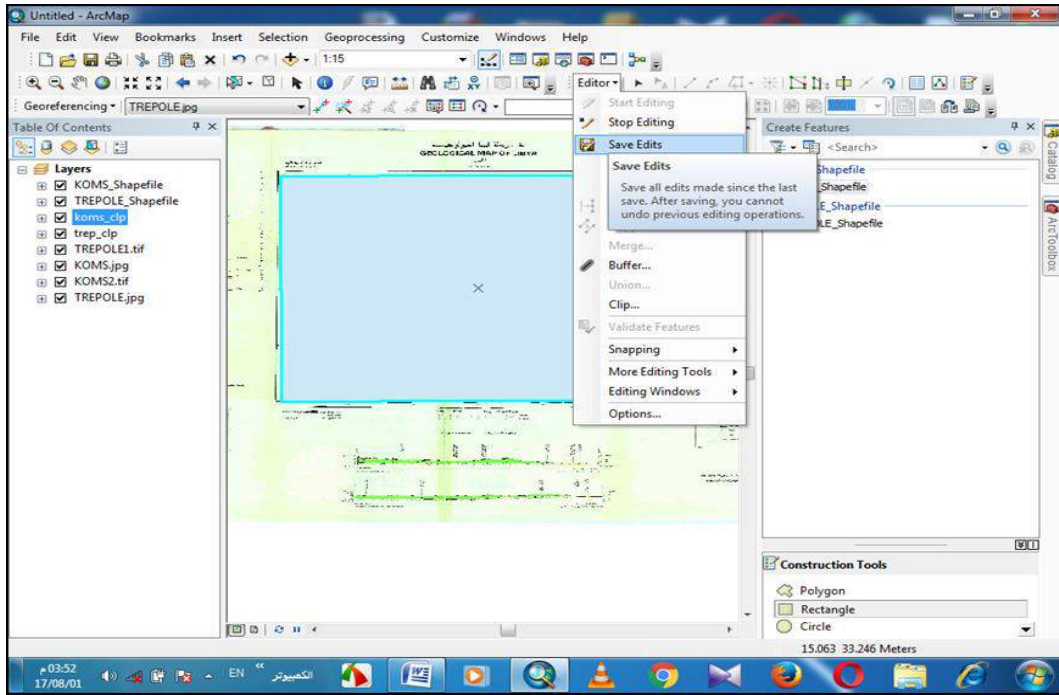 Untitled - ArcMap
File Edit View Bookmarks Insert Selection Geoprocessing Customize Windows Help
1:15
Editor
Georeferencing TREPOLE.jpg
100%
Start Editing
Stop Editing
Save Edits
Save Edits
Save all edits made since the last
save. After saving, you cannot
undo previous editing operations.
Merge...
Buffer...
Union...
Clip...
Validate Features
Snapping
More Editing Tools
Editing Windows
Options...
Table Of Contents
Layers
KOMS_Shapefile
TREPOLE_Shapefile
koms_clp
trep_clp
TREPOLE1.tif
KOMS.jpg
KOMS2.tif
TREPOLE.jpg
GEOLOGICAL MAP OF LIBYA
Create Features
<Search>
Shapefile
Shapefile
E_Shapefile
LE_Shapefile
Catalog
ArcToolbox
Construction Tools
Polygon
Rectangle
Circle
15.063 33.246 Meters
03:52 م
17/08/01
EN
الكمبيوتر